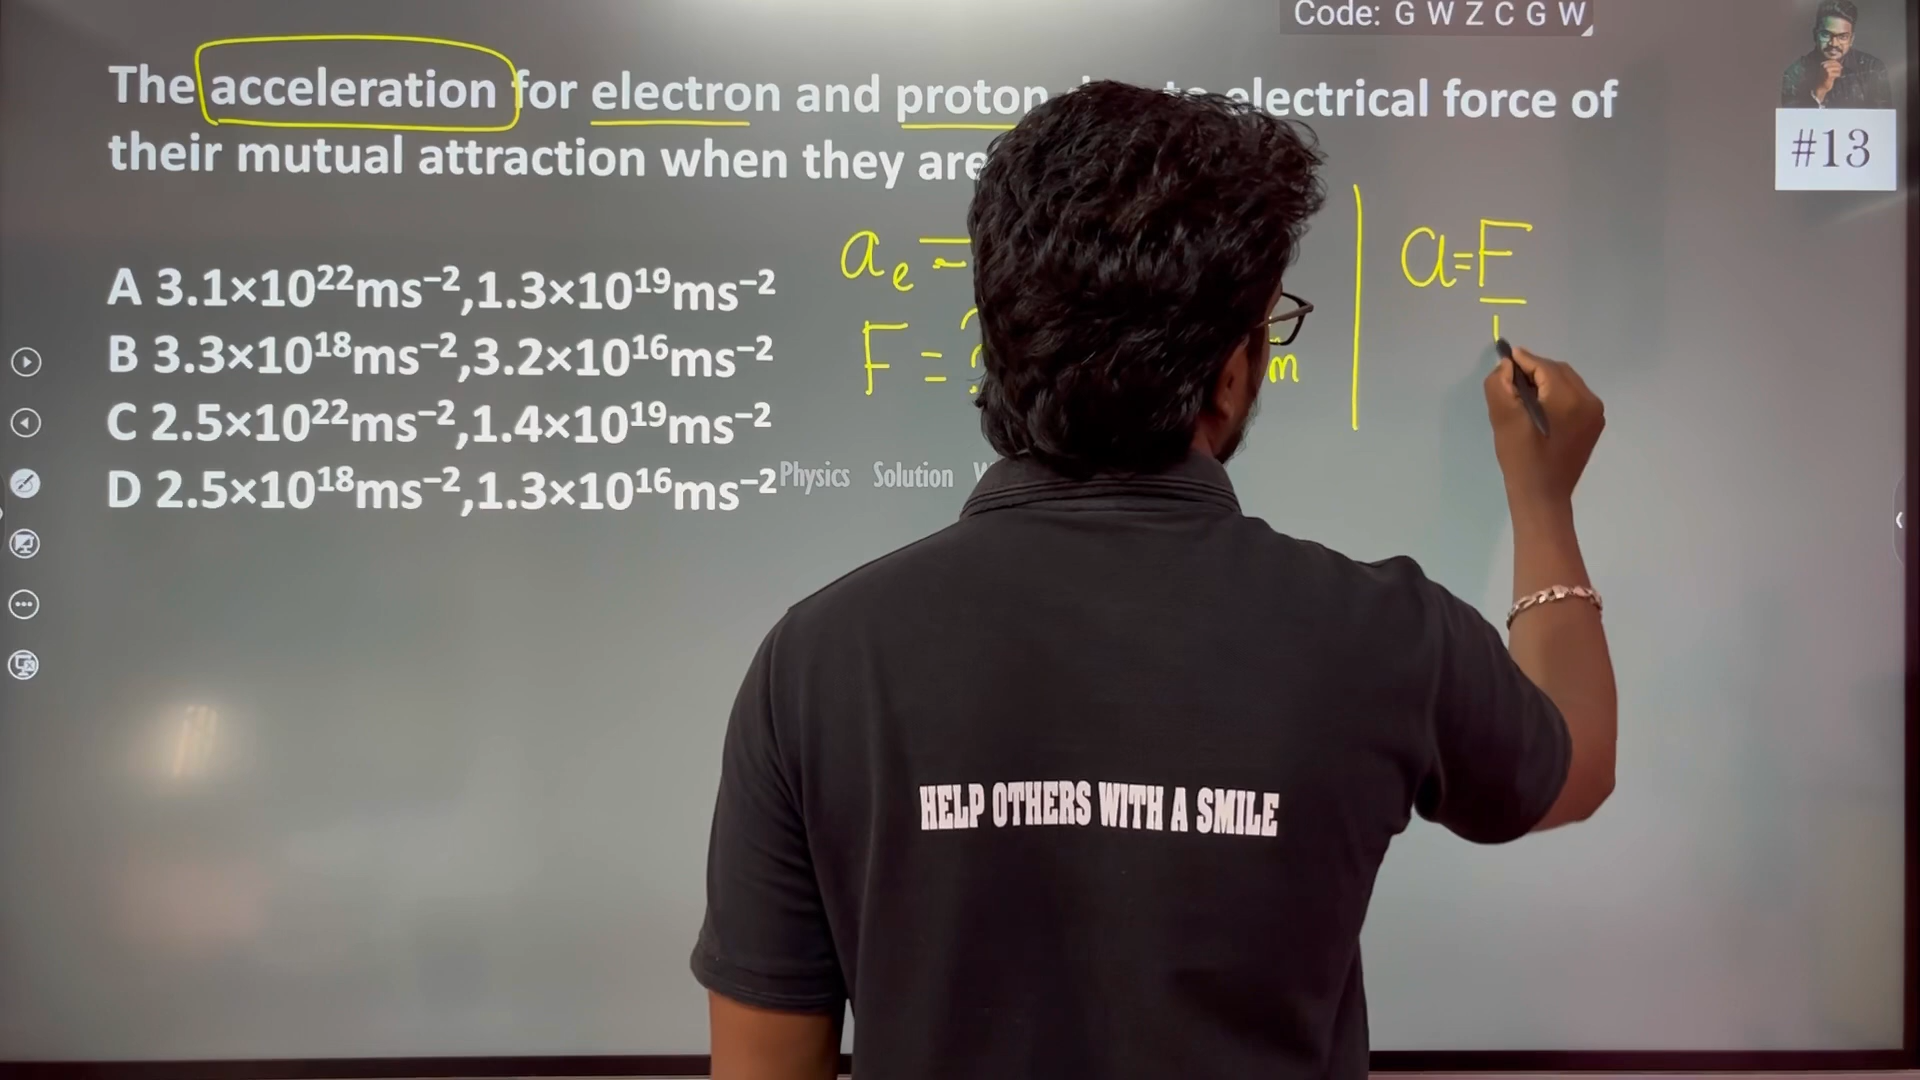 Code: G W Z C G W
The acceleration for electron and proton electrical force of
their mutual attraction when they are
#13
A 3.1×10²²ms⁻²,1.3×10¹⁹ms⁻²
B 3.3×10¹⁸ms⁻²,3.2×10¹⁶ms⁻²
C 2.5×10²²ms⁻²,1.4×10¹⁹ms⁻²
D 2.5×10¹⁸ms⁻²,1.3×10¹⁶ms⁻²
aₑ =
F = ?
m
a=F
Physics Solution
HELP OTHERS WITH A SMILE